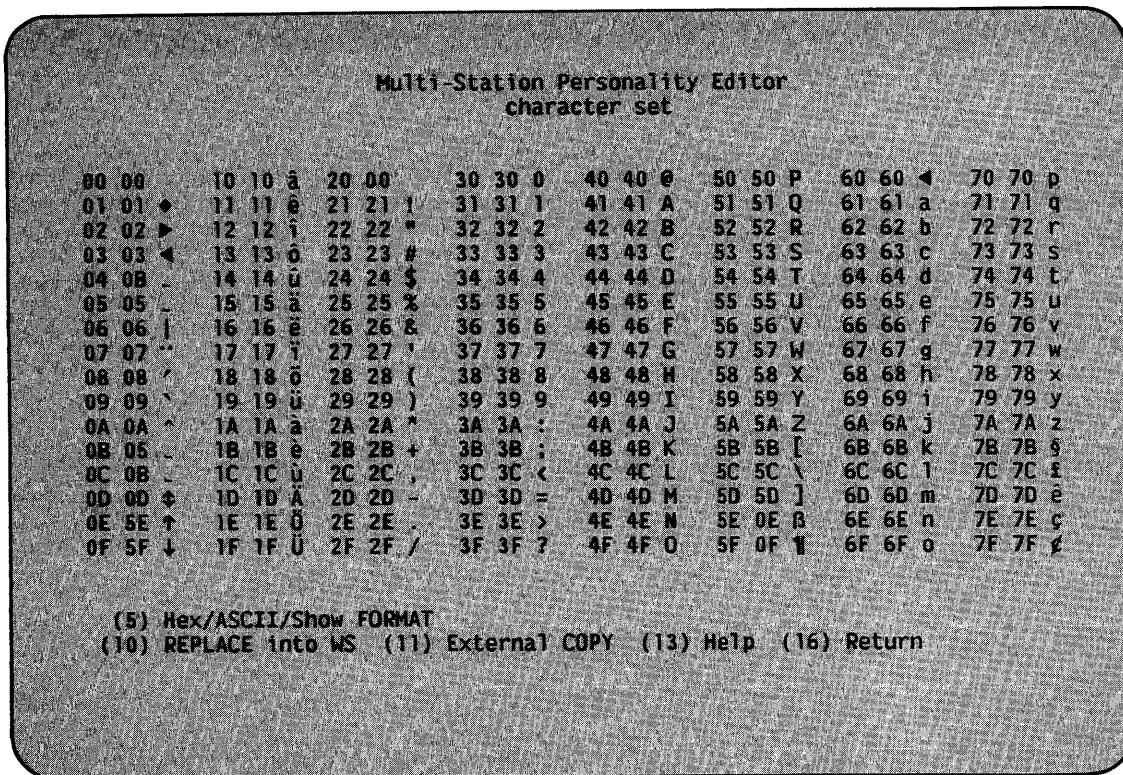 Multi-Station Personality Editor
character set
00 00 10 10 â 20 00 30 30 0 40 40 @ 50 50 P 60 60 ◄ 70 70 p
01 01 ◆ 11 11 ê 21 21 ! 31 31 1 41 41 A 51 51 Q 61 61 a 71 71 q
02 02 ► 12 12 î 22 22 " 32 32 2 42 42 B 52 52 R 62 62 b 72 72 r
03 03 ◄ 13 13 ô 23 23 # 33 33 3 43 43 C 53 53 S 63 63 c 73 73 s
04 0B _ 14 14 û 24 24 $ 34 34 4 44 44 D 54 54 T 64 64 d 74 74 t
05 05 _ 15 15 ä 25 25 % 35 35 5 45 45 E 55 55 U 65 65 e 75 75 u
06 06 | 16 16 ë 26 26 & 36 36 6 46 46 F 56 56 V 66 66 f 76 76 v
07 07 ¨ 17 17 ï 27 27 ' 37 37 7 47 47 G 57 57 W 67 67 g 77 77 w
08 08 ´ 18 18 ö 28 28 ( 38 38 8 48 48 H 58 58 X 68 68 h 78 78 x
09 09 ` 19 19 ü 29 29 ) 39 39 9 49 49 I 59 59 Y 69 69 i 79 79 y
0A 0A ^ 1A 1A à 2A 2A * 3A 3A : 4A 4A J 5A 5A Z 6A 6A j 7A 7A z
0B 05 _ 1B 1B è 2B 2B + 3B 3B ; 4B 4B K 5B 5B [ 6B 6B k 7B 7B §
0C 0B _ 1C 1C ù 2C 2C , 3C 3C < 4C 4C L 5C 5C \ 6C 6C l 7C 7C £
0D 0D ↕ 1D 1D Ä 2D 2D - 3D 3D = 4D 4D M 5D 5D ] 6D 6D m 7D 7D é
0E 5E ↑ 1E 1E Ö 2E 2E . 3E 3E > 4E 4E N 5E 0E ß 6E 6E n 7E 7E ç
0F 5F ↓ 1F 1F Ü 2F 2F / 3F 3F ? 4F 4F O 5F 0F ¶ 6F 6F o 7F 7F ¢
(5) Hex/ASCII/Show FORMAT
(10) REPLACE into WS (11) External COPY (13) Help (16) Return